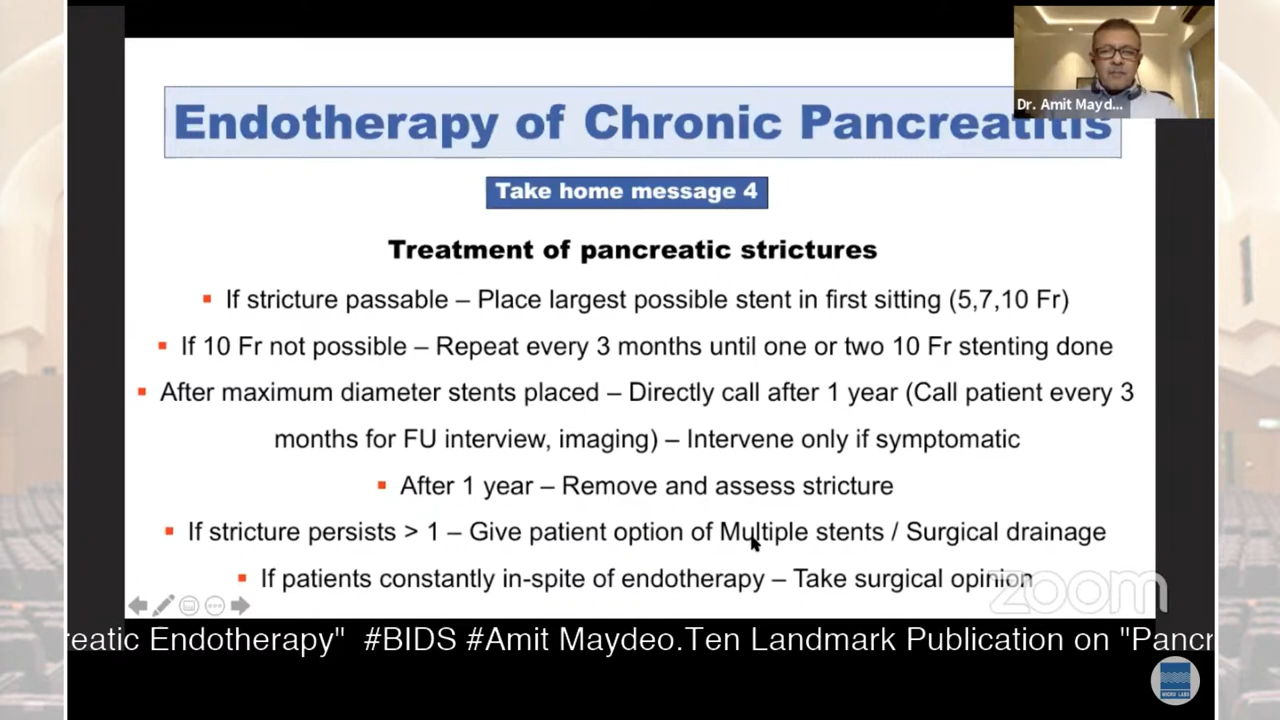 Endotherapy of Chronic Pancreatitis
Dr. Amit Mayd...
Take home message 4
Treatment of pancreatic strictures
▪ If stricture passable – Place largest possible stent in first sitting (5,7,10 Fr)
▪ If 10 Fr not possible – Repeat every 3 months until one or two 10 Fr stenting done
▪ After maximum diameter stents placed – Directly call after 1 year (Call patient every 3
months for FU interview, imaging) – Intervene only if symptomatic
▪ After 1 year – Remove and assess stricture
▪ If stricture persists > 1 – Give patient option of Multiple stents / Surgical drainage
▪ If patients constantly in-spite of endotherapy – Take surgical opinion
zoom
reatic Endotherapy" #BIDS #Amit Maydeo.Ten Landmark Publication on "Pancr
MICRO LABS